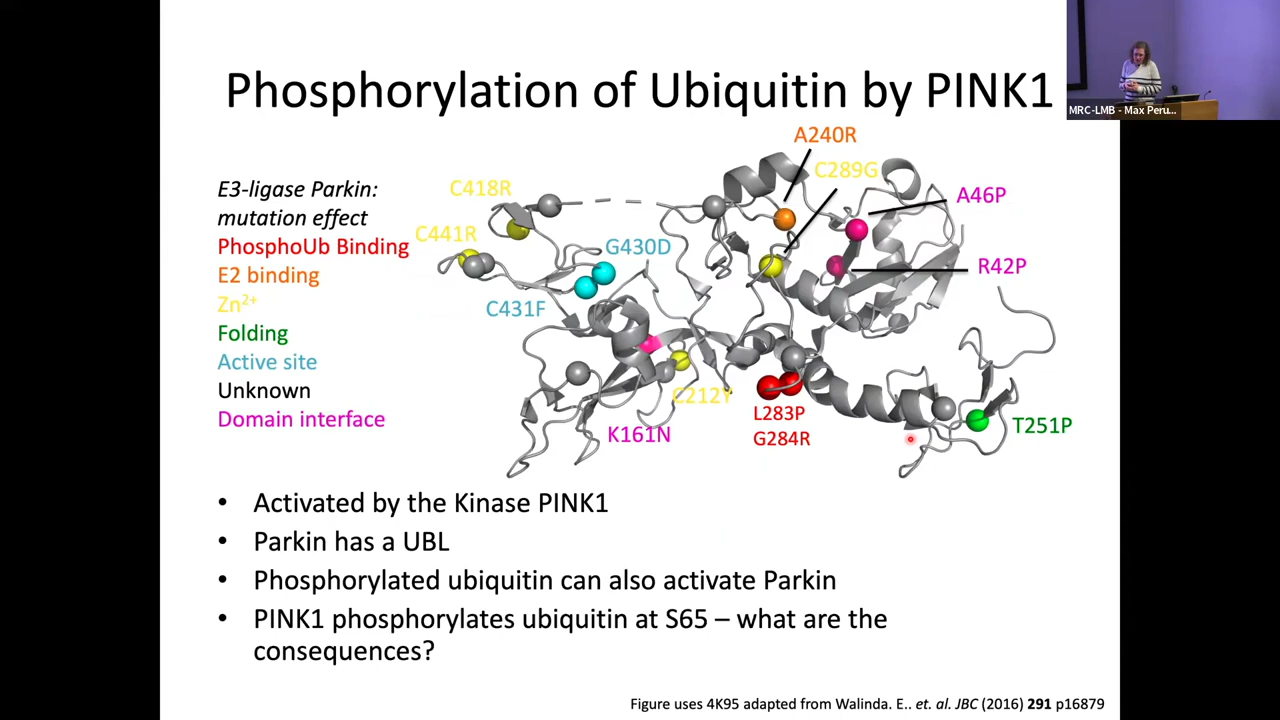 Phosphorylation of Ubiquitin by PINK1
MRC-LMB - Max Peru...
E3-ligase Parkin:
mutation effect
PhosphoUb Binding
E2 binding
Zn2+
Folding
Active site
Unknown
Domain interface
A240R
C289G
C418R
A46P
C441R
G430D
R42P
C431F
C212Y
L283P
G284R
K161N
T251P
• Activated by the Kinase PINK1
• Parkin has a UBL
• Phosphorylated ubiquitin can also activate Parkin
• PINK1 phosphorylates ubiquitin at S65 – what are the
consequences?
Figure uses 4K95 adapted from Walinda. E.. et. al. JBC (2016) 291 p16879